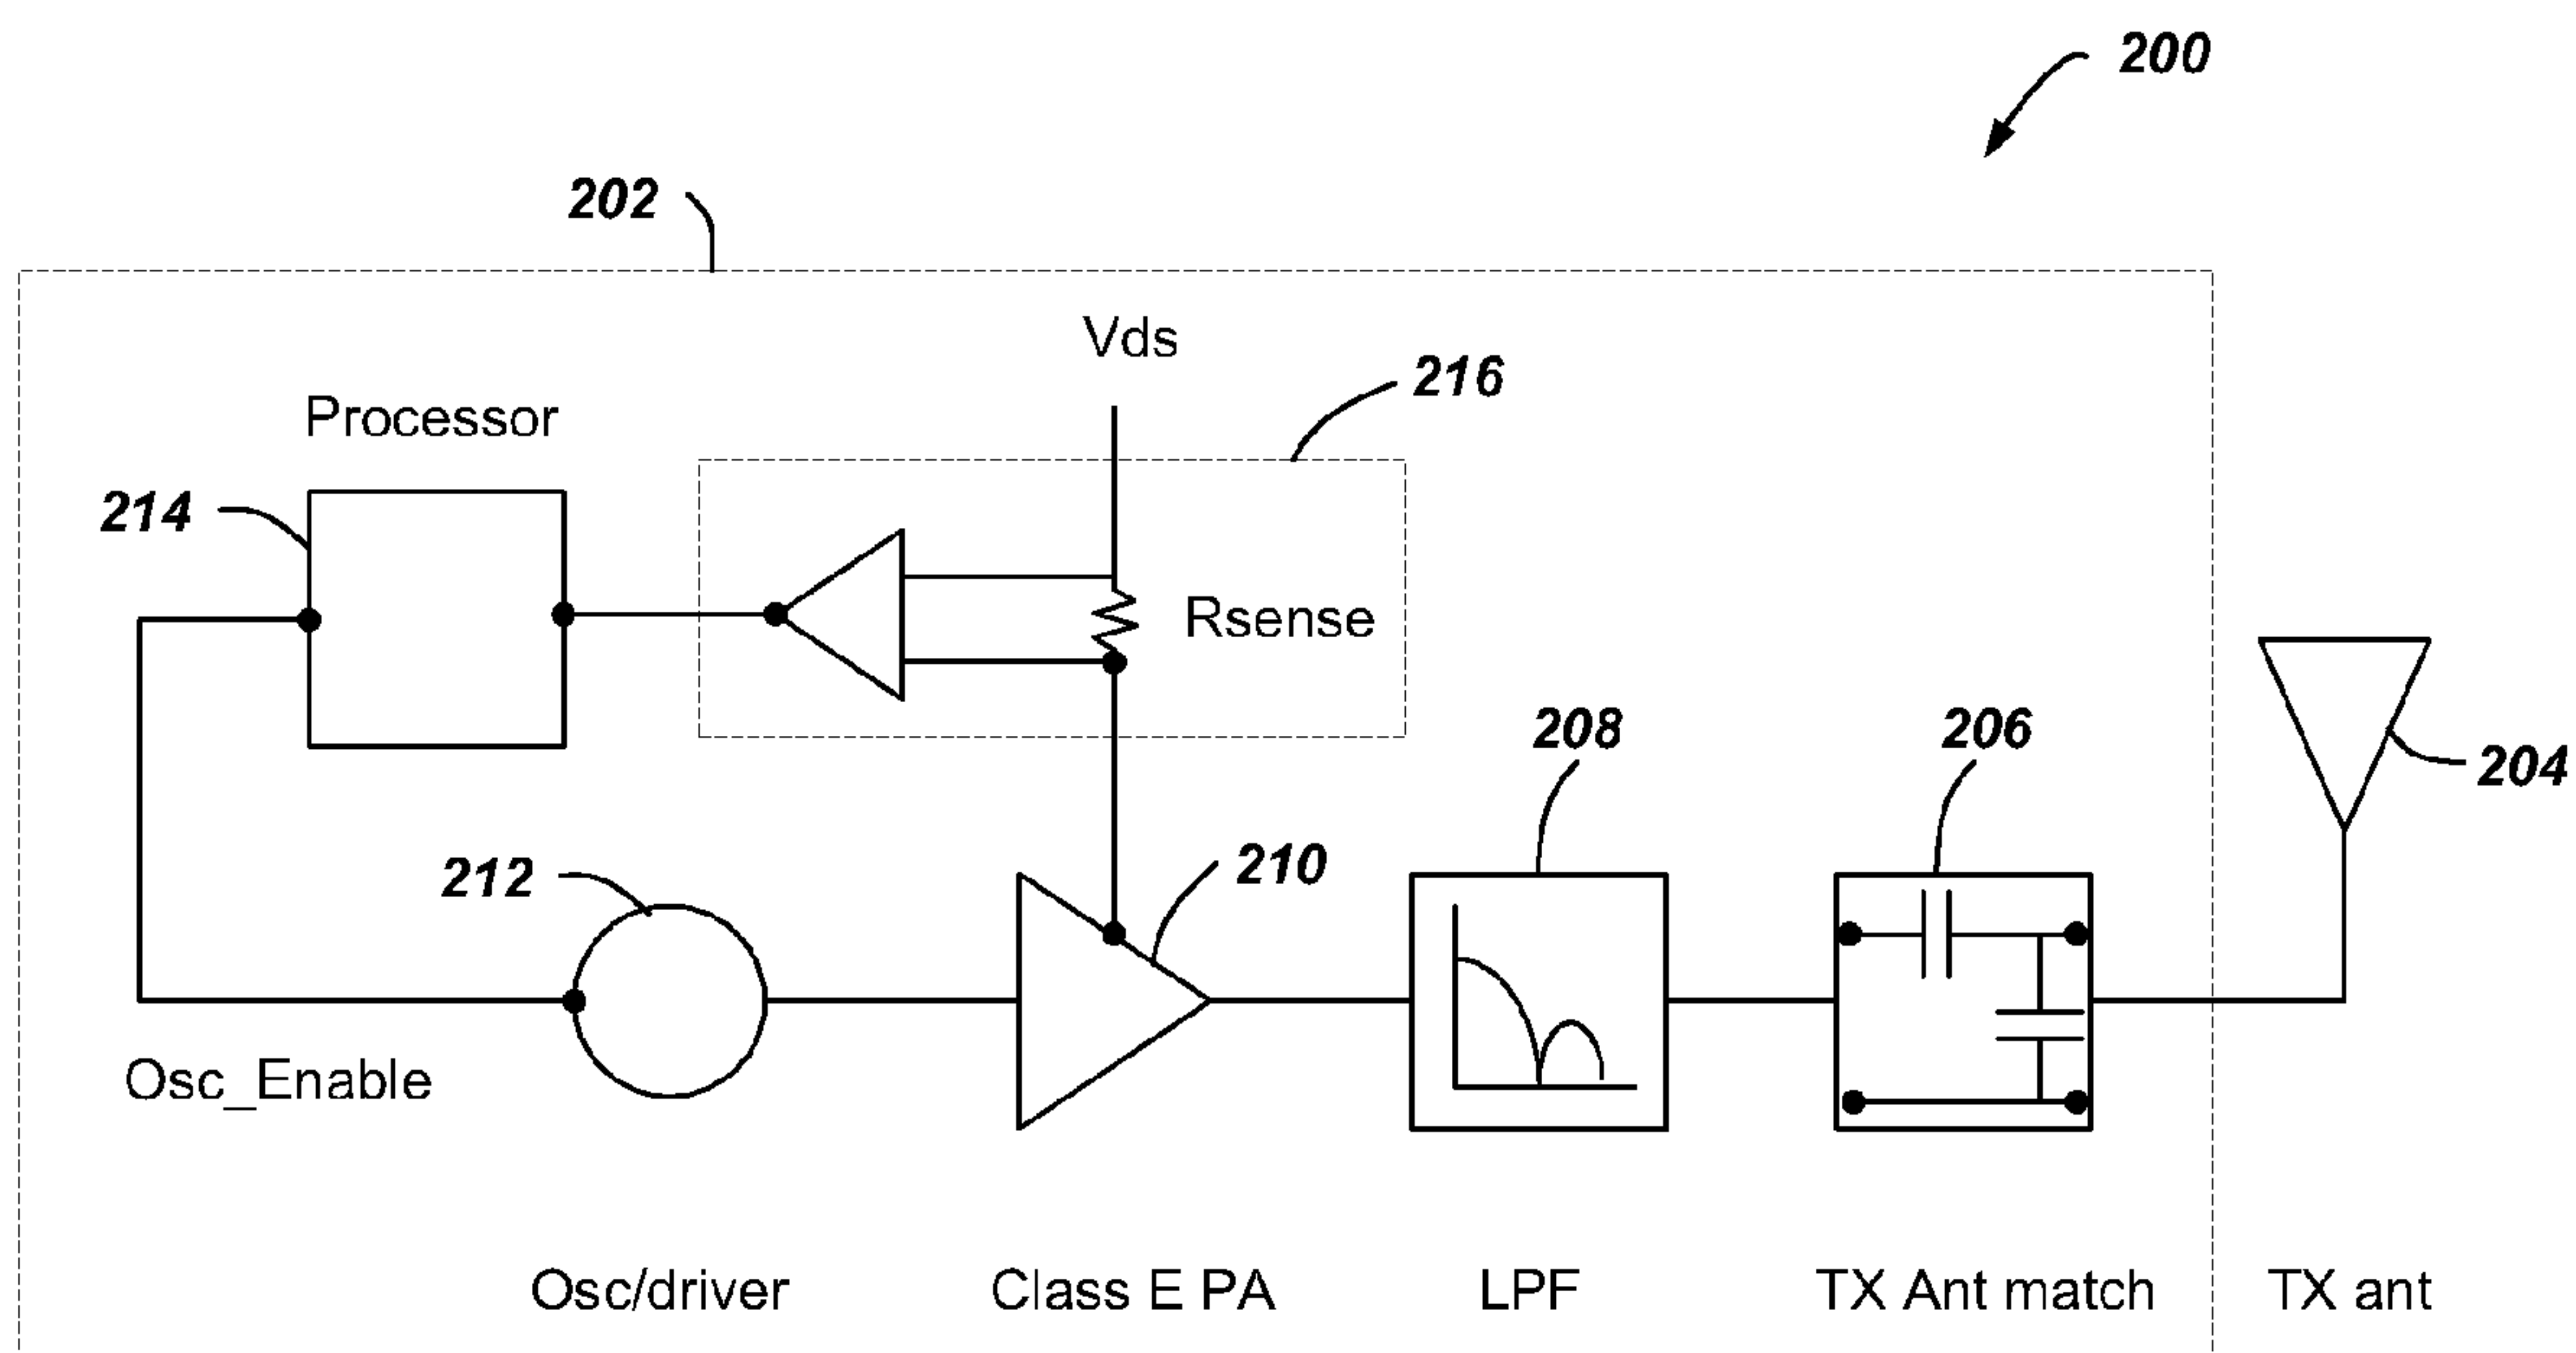 200
202
Vds
216
Processor
214
Rsense
208
206
204
212
210
Osc_Enable
Osc/driver
Class E PA
LPF
TX Ant match
TX ant